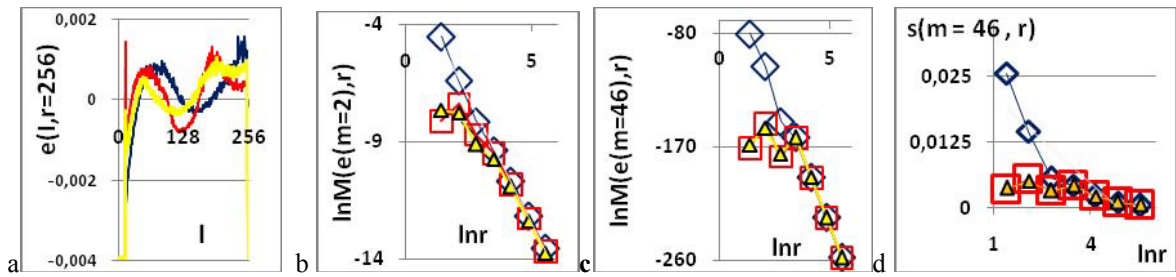 e(I,r=256)
0,002
0
-0,002
-0,004
0
128
256
I
a
lnM(e(m=2),r)
-4
-9
-14
0
5
lnr
b
lnM(e(m=46),r)
-80
-170
-260
0
5
lnr
c
s(m = 46 , r)
0,025
0,0125
0
1
4
lnr
d